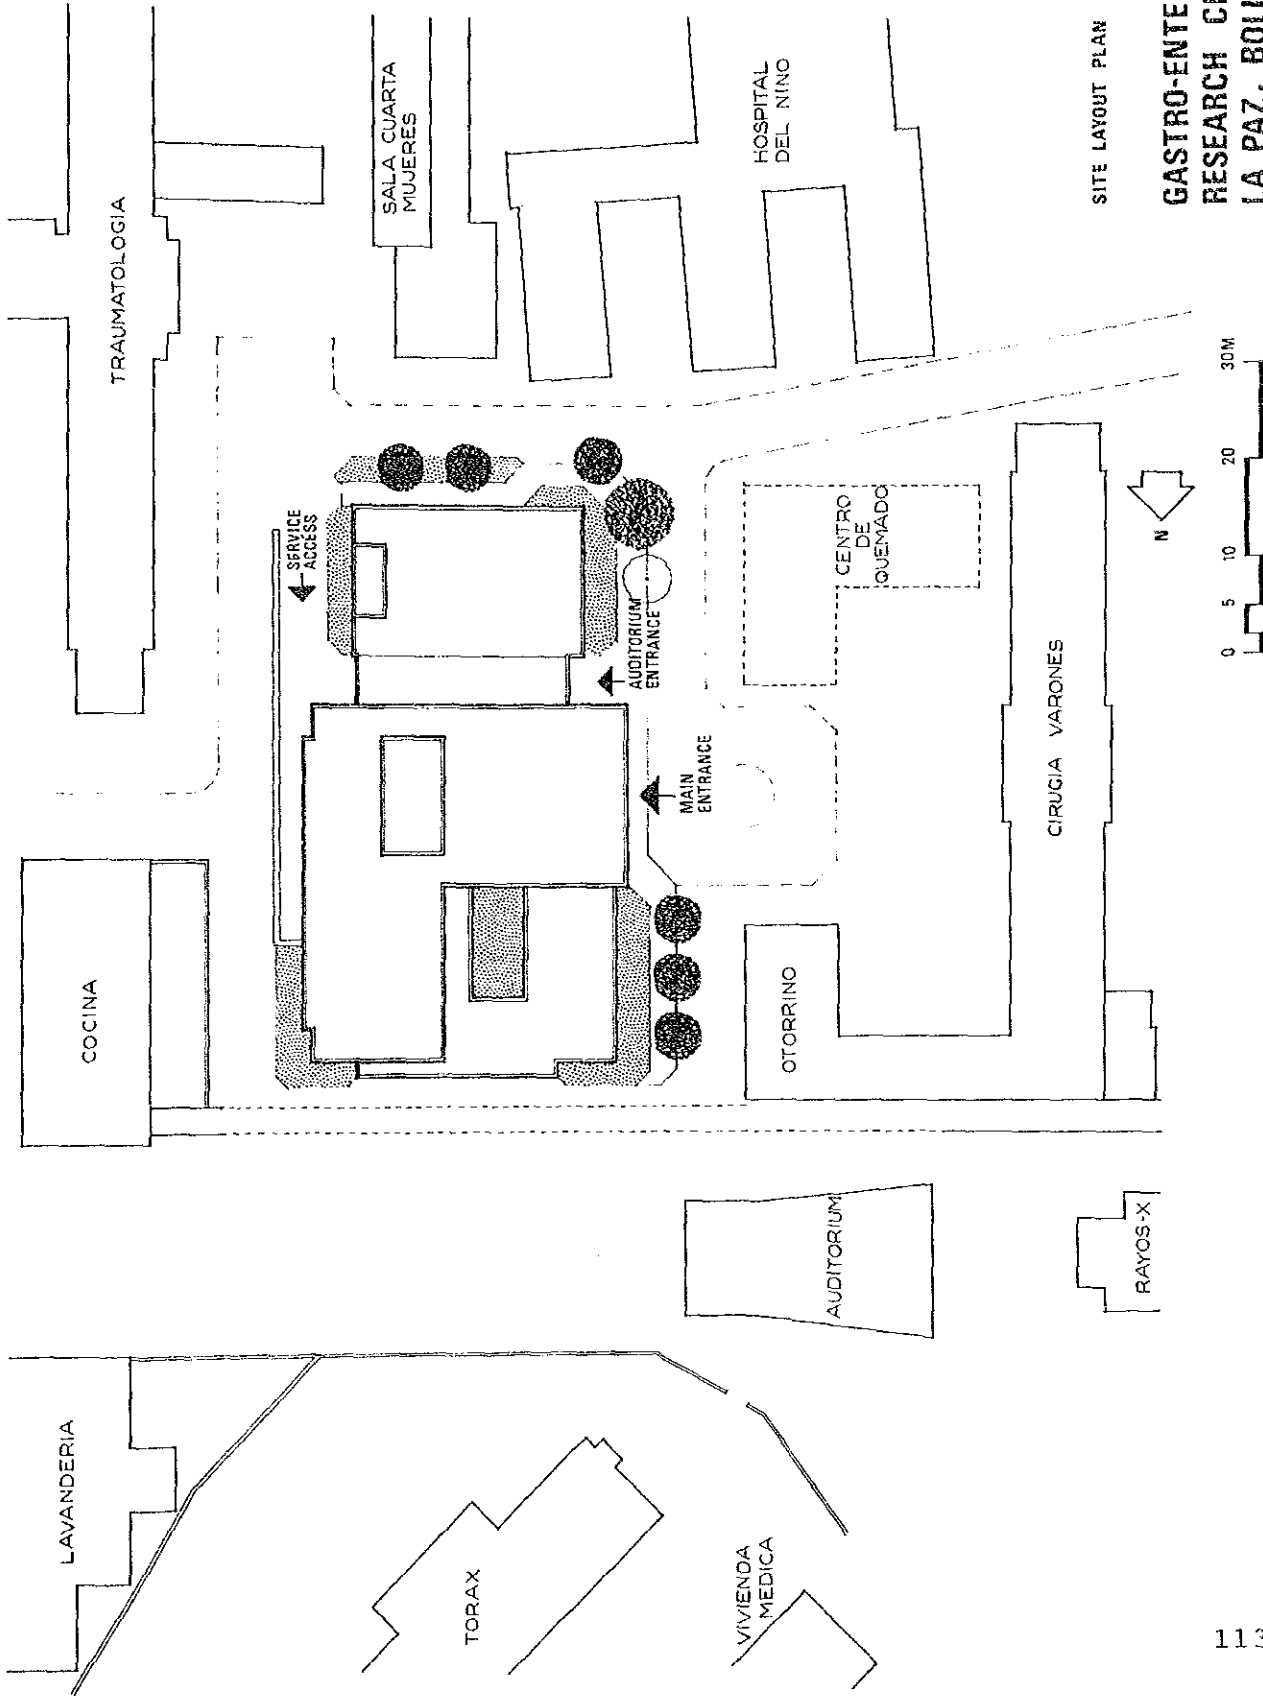 TRAUMATOLOGIA
SALA CUARTA
MUJERES
HOSPITAL
DEL NINO
SERVICE
ACCESS
AUDITORIUM
ENTRANCE
MAIN
ENTRANCE
CENTRO
DE
QUEMADO
CIRUGIA VARONES
COCINA
OTORRINO
LAVANDERIA
TORAX
VIVIENDA
MEDICA
AUDITORIUM
RAYOS-X
N
0 5 10 20 30M
SITE LAYOUT PLAN
GASTRO-ENTE
RESEARCH
LA PAZ, BOLI
113